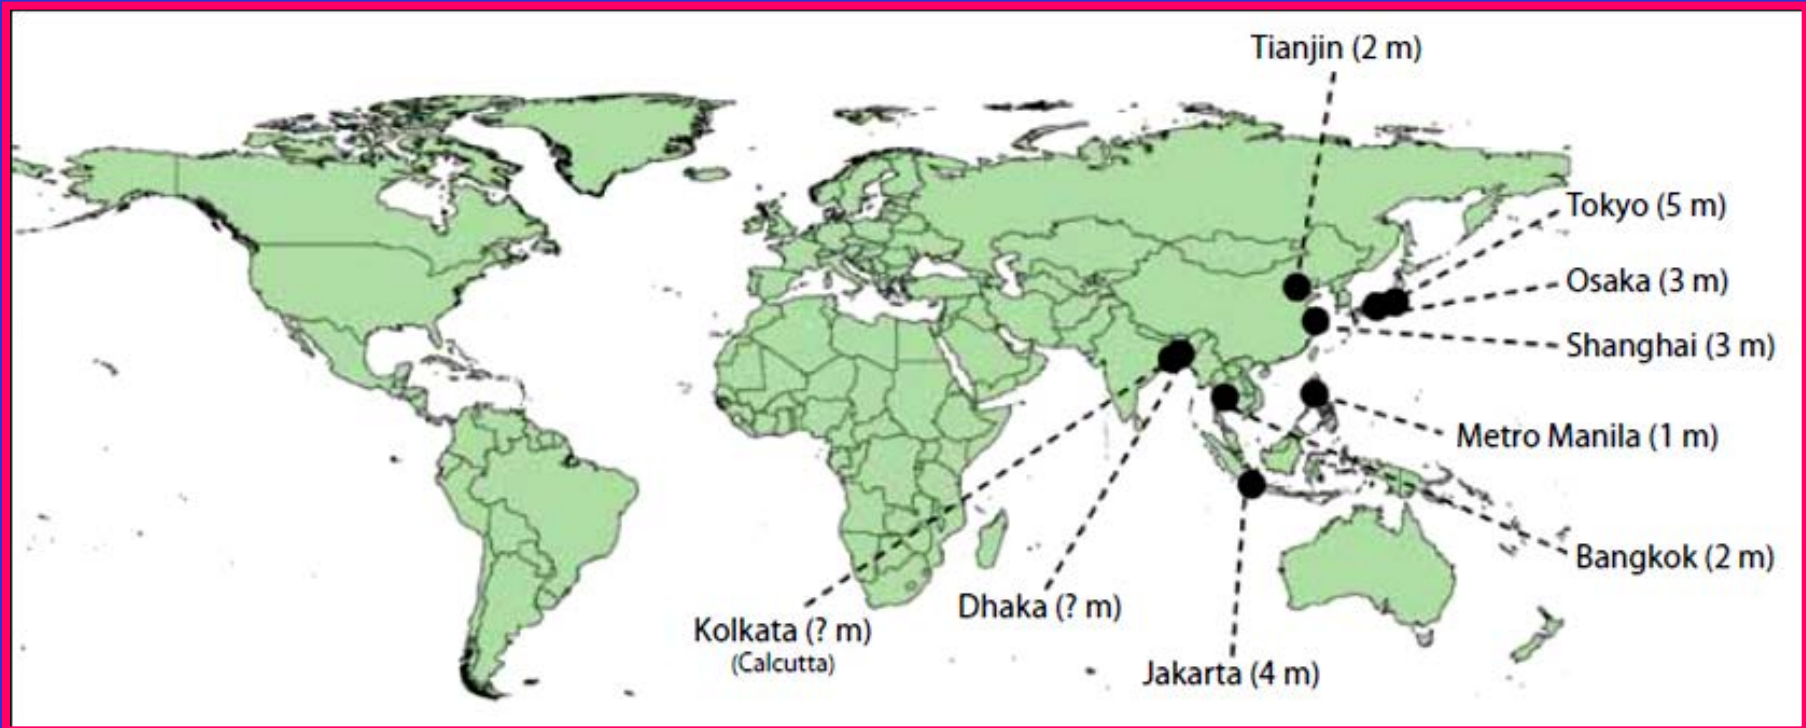 Tianjin (2 m)
Tokyo (5 m)
Osaka (3 m)
Shanghai (3 m)
Metro Manila (1 m)
Bangkok (2 m)
Dhaka (? m)
Kolkata (? m)
(Calcutta)
Jakarta (4 m)